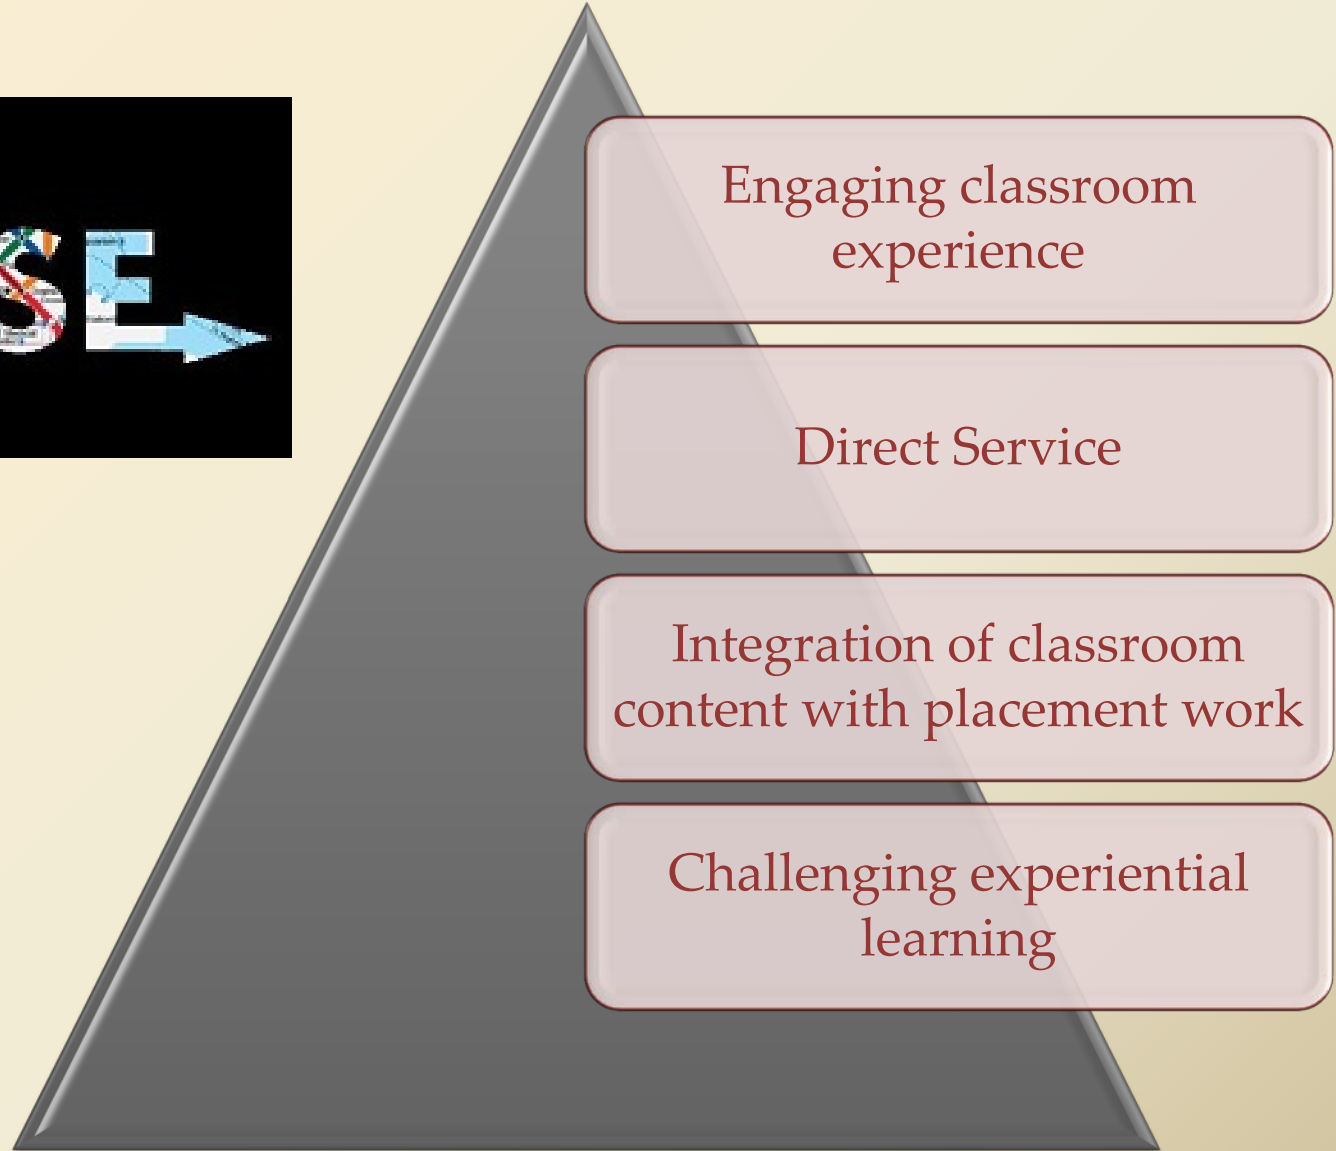 SE
Engaging classroom
experience
Direct Service
Integration of classroom
content with placement work
Challenging experiential
learning